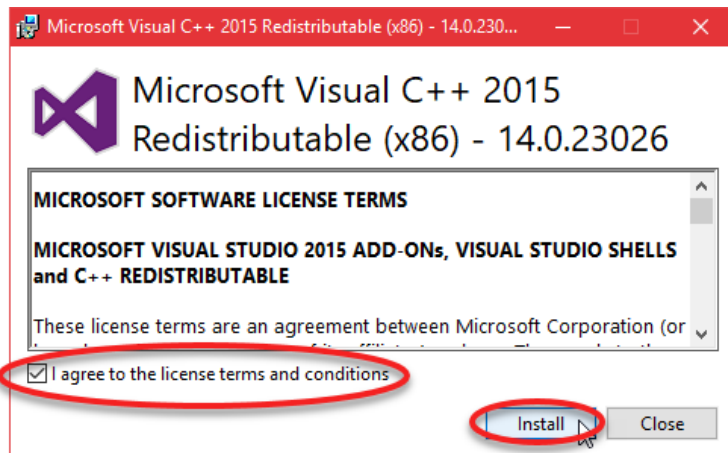 Microsoft Visual C++ 2015 Redistributable (x86) - 14.0.230...
Microsoft Visual C++ 2015
Redistributable (x86) - 14.0.23026
MICROSOFT SOFTWARE LICENSE TERMS
MICROSOFT VISUAL STUDIO 2015 ADD-ONs, VISUAL STUDIO SHELLS
and C++ REDISTRIBUTABLE
These license terms are an agreement between Microsoft Corporation (or
I agree to the license terms and conditions
Install
Close